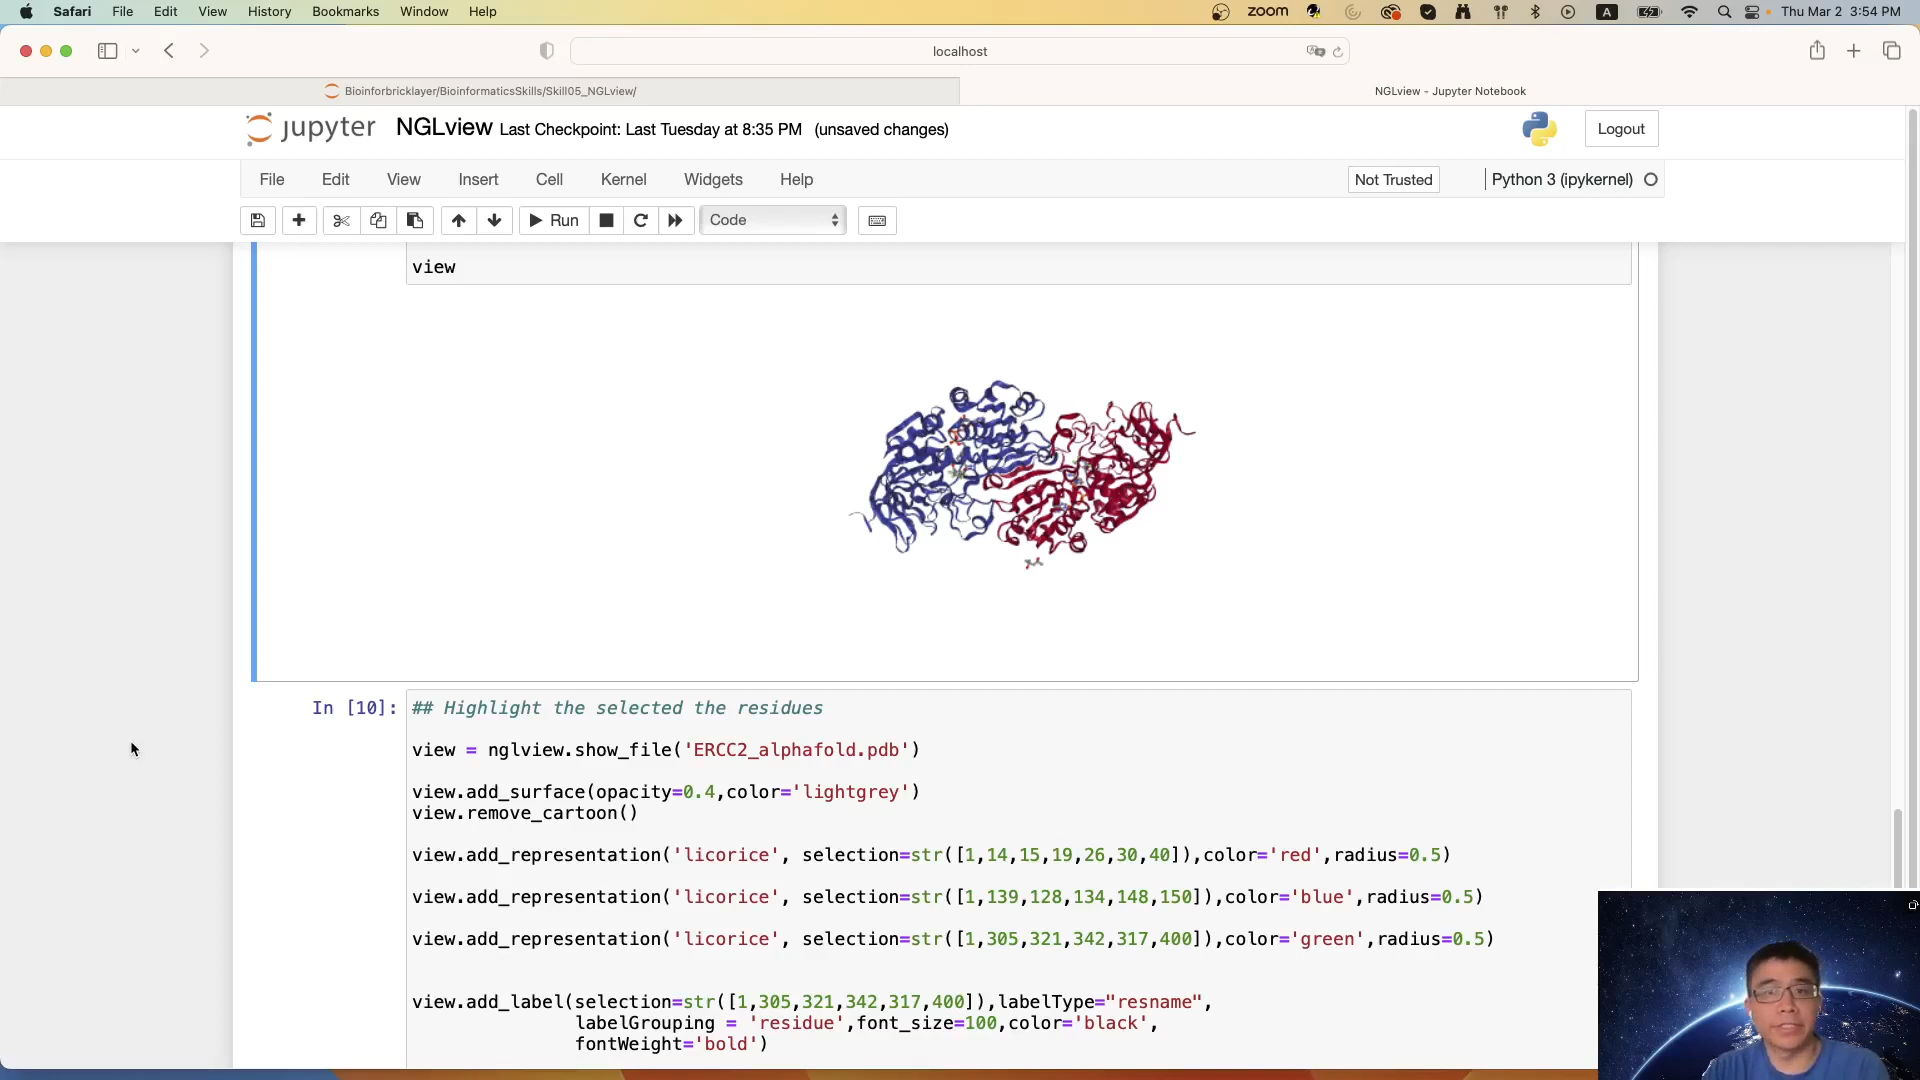 Safari File Edit View History Bookmarks Window Help zoom A Thu Mar 2 3:54 PM
localhost
Bioinforbricklayer/BioinformaticsSkills/Skill05_NGLview/ NGLview - Jupyter Notebook
jupyter NGLview Last Checkpoint: Last Tuesday at 8:35 PM (unsaved changes) Logout
File Edit View Insert Cell Kernel Widgets Help Not Trusted Python 3 (ipykernel)
Run Code
view
In [10]: ## Highlight the selected the residues
view = nglview.show_file('ERCC2_alphafold.pdb')
view.add_surface(opacity=0.4,color='lightgrey')
view.remove_cartoon()
view.add_representation('licorice', selection=str([1,14,15,19,26,30,40]),color='red',radius=0.5)
view.add_representation('licorice', selection=str([1,139,128,134,148,150]),color='blue',radius=0.5)
view.add_representation('licorice', selection=str([1,305,321,342,317,400]),color='green',radius=0.5)
view.add_label(selection=str([1,305,321,342,317,400]),labelType="resname",
labelGrouping = 'residue',font_size=100,color='black',
fontWeight='bold')